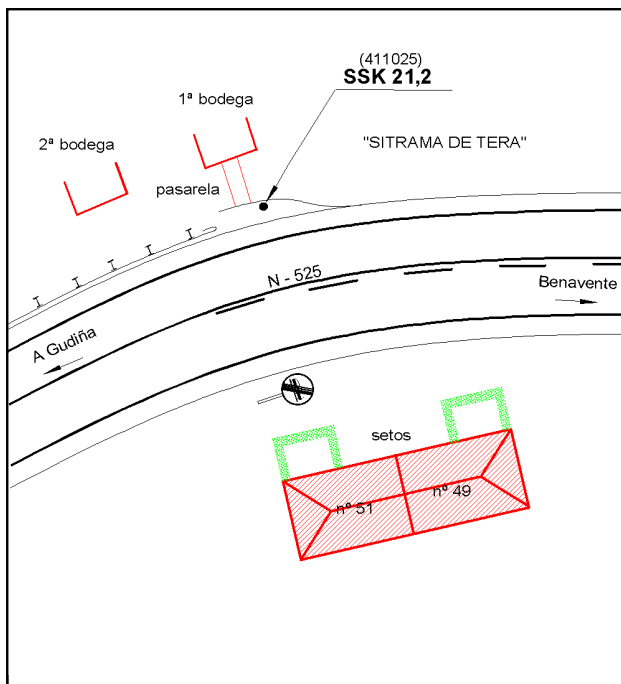 (411025)
SSK 21,2
1ª bodega
2ª bodega
"SITRAMA DE TERA"
pasarela
N - 525
Benavente
A Gudiña
setos
nº 51
nº 49